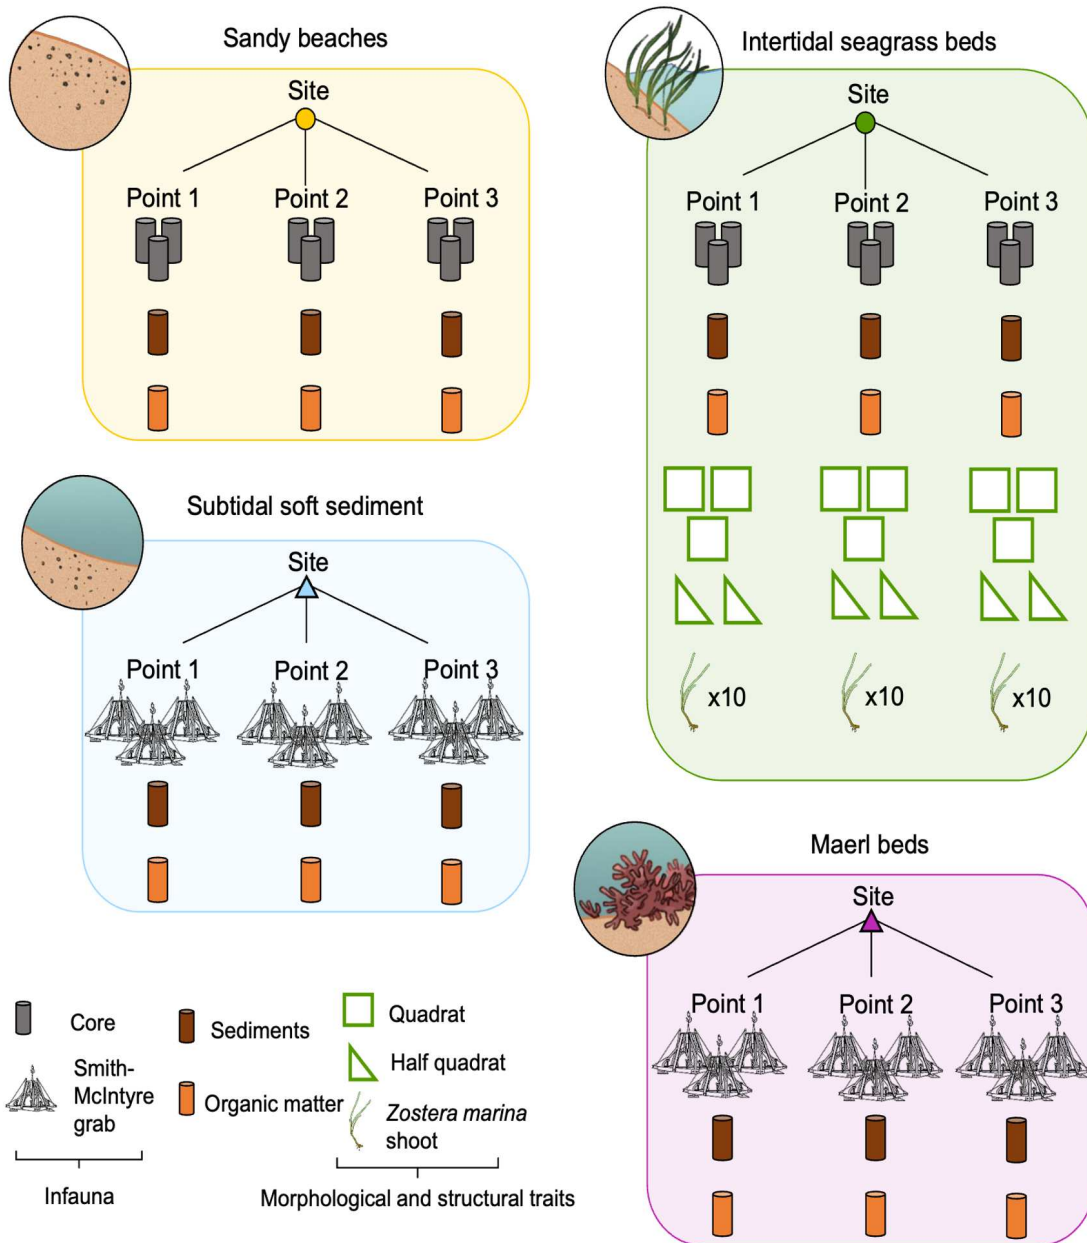 Sandy beaches
Site
Point 1
Point 2
Point 3
Intertidal seagrass beds
Site
Point 1
Point 2
Point 3
x10
x10
x10
Subtidal soft sediment
Site
Point 1
Point 2
Point 3
Maerl beds
Site
Point 1
Point 2
Point 3
Core
Smith-
McIntyre
grab
Infauna
Sediments
Organic matter
Quadrat
Half quadrat
Zostera marina
shoot
Morphological and structural traits